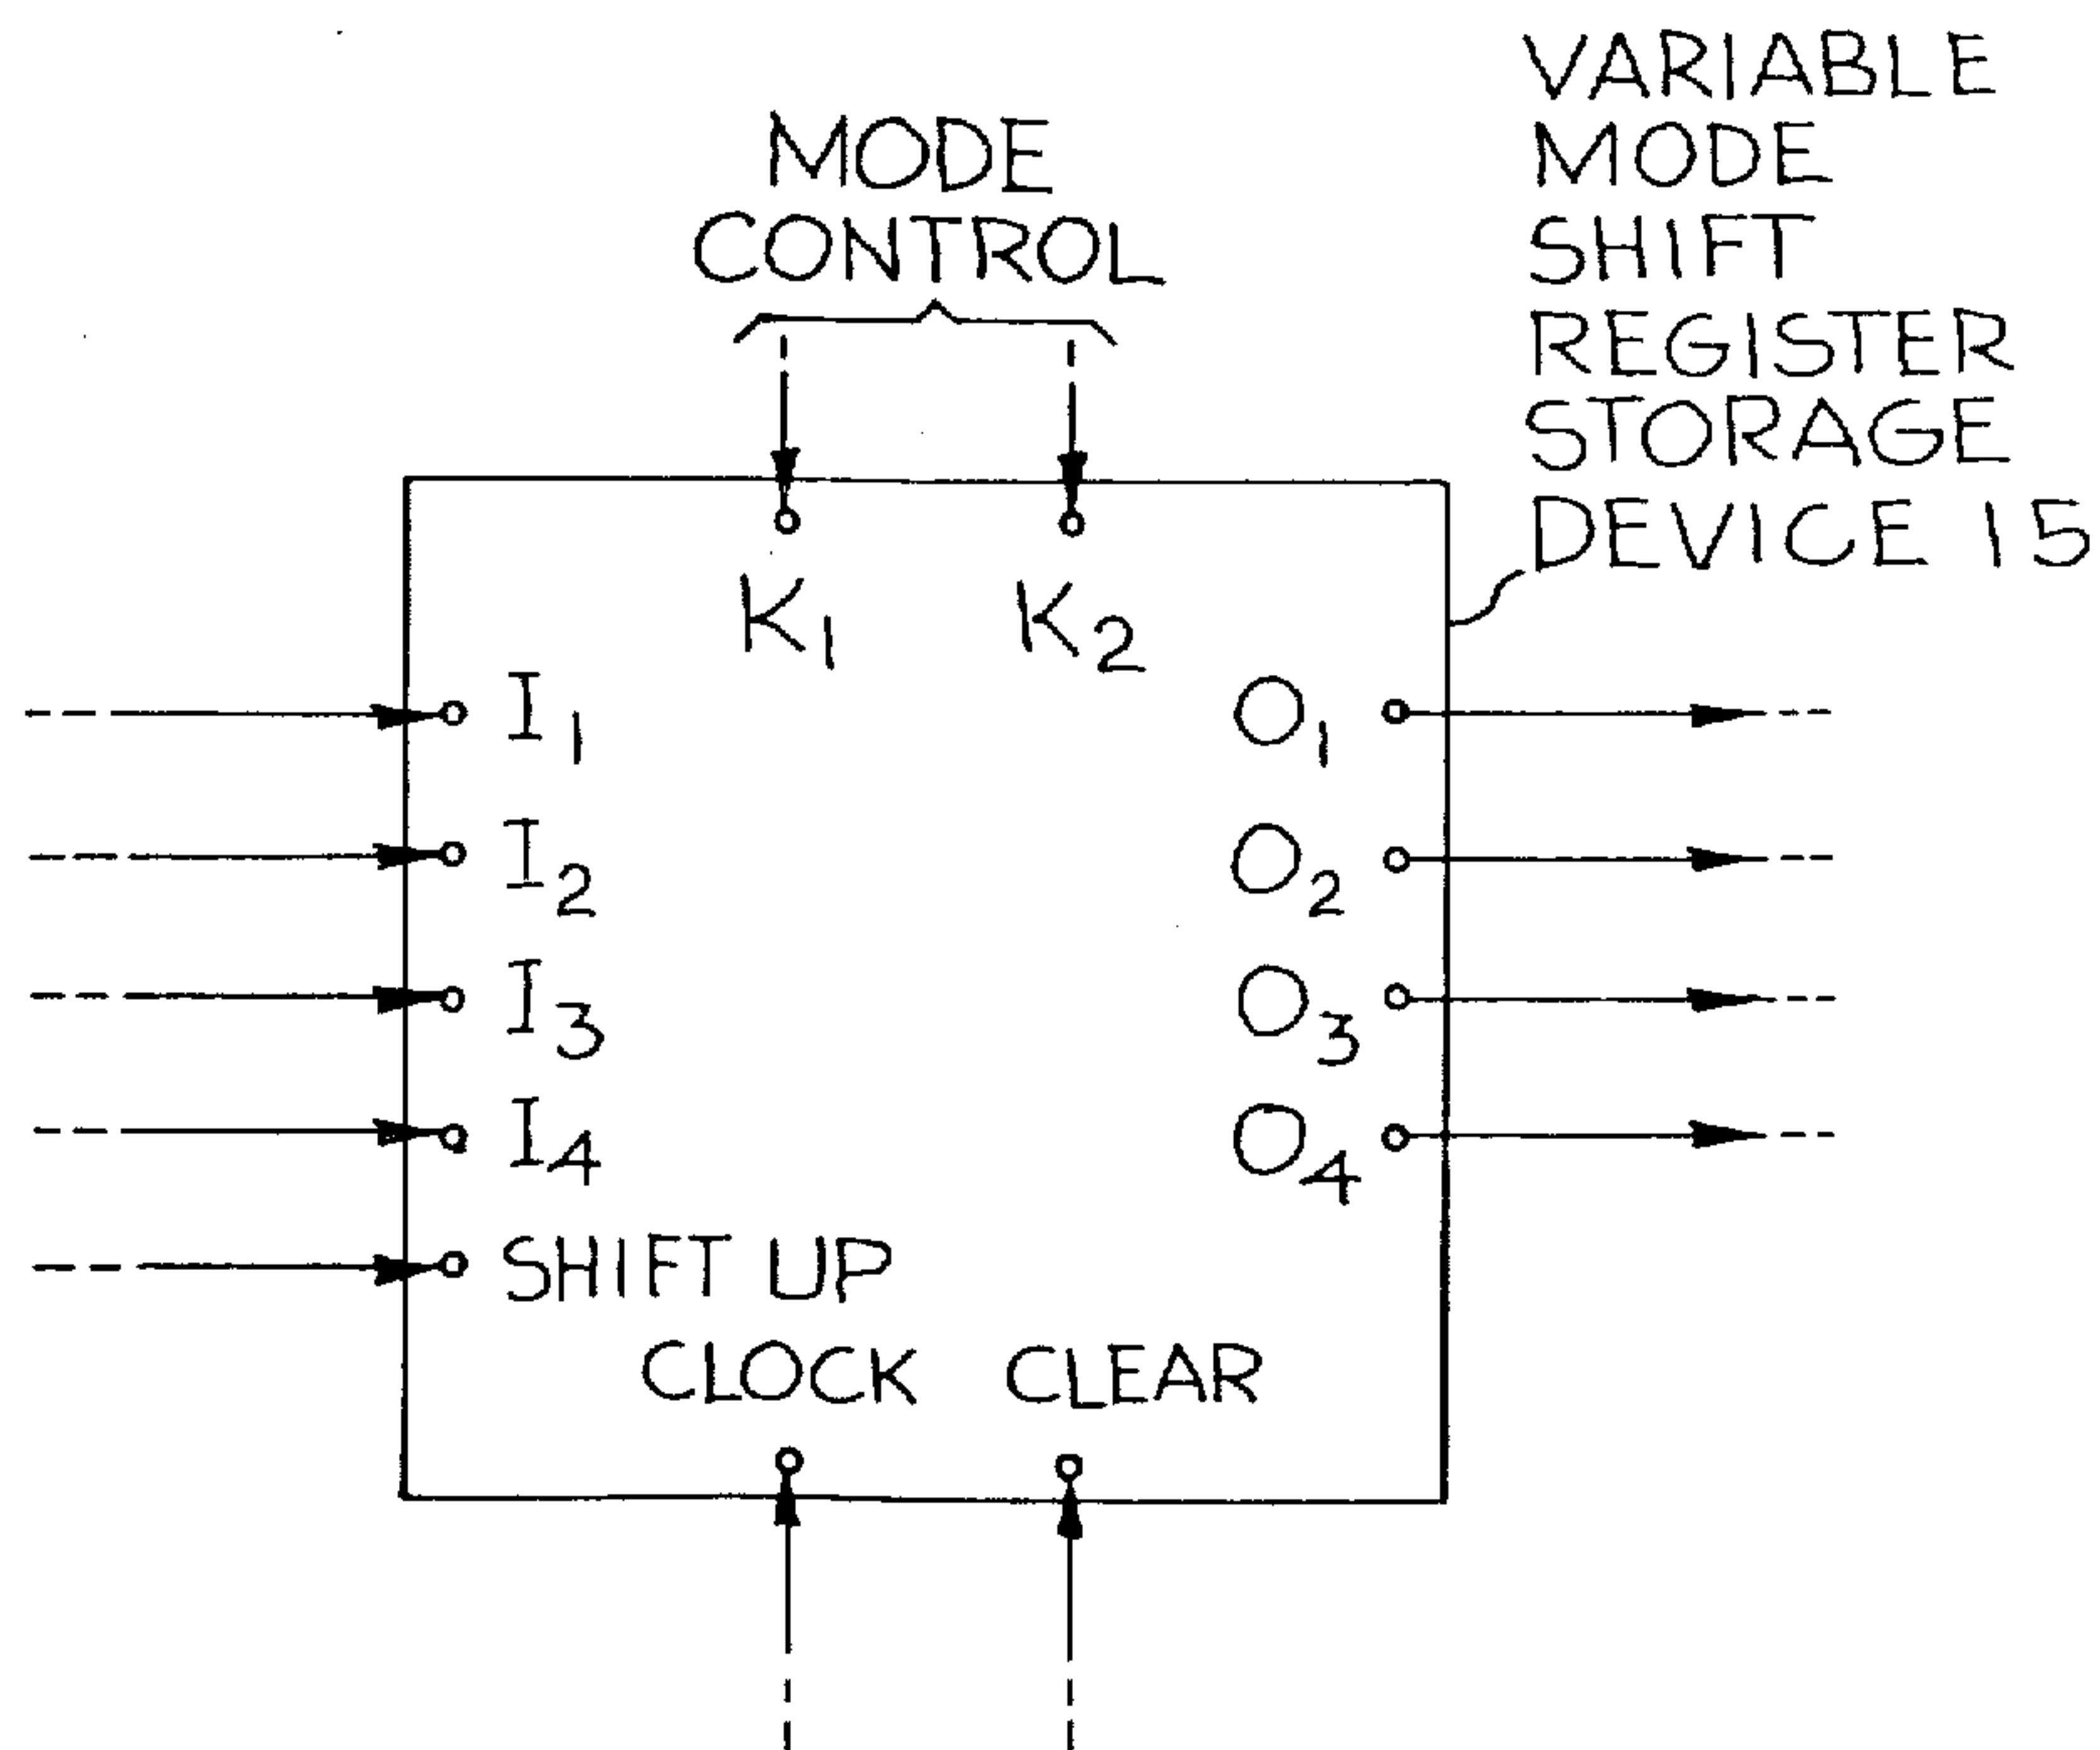 VARIABLE
MODE
SHIFT
REGISTER
STORAGE
DEVICE 15
MODE
CONTROL
K1 K2
I1 O1
I2 O2
I3 O3
I4 O4
SHIFT UP
CLOCK CLEAR